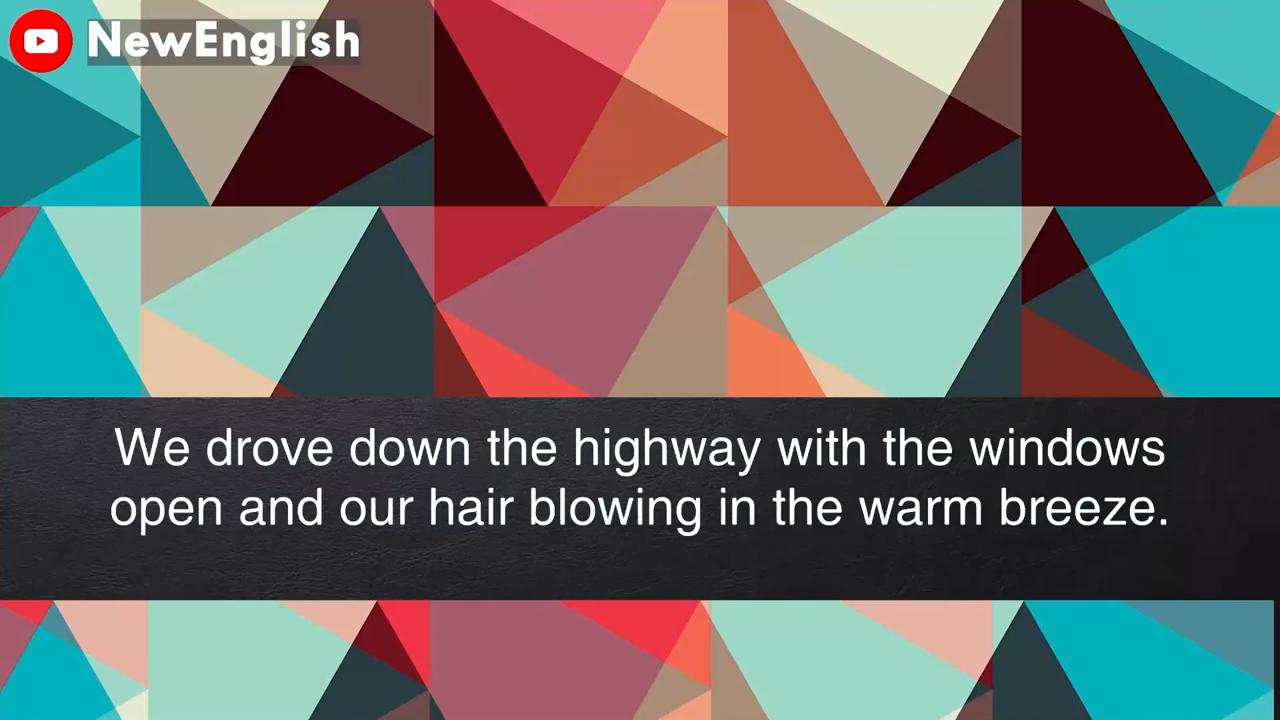 NewEnglish
We drove down the highway with the windows
open and our hair blowing in the warm breeze.